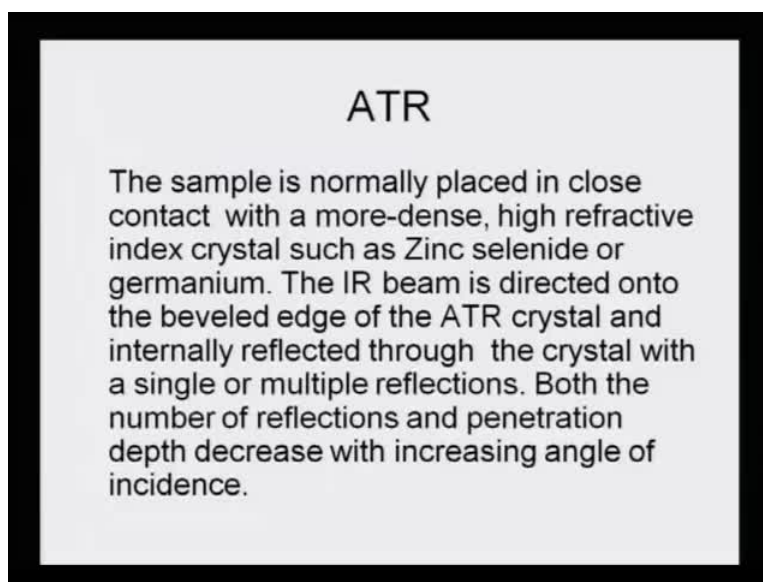 ATR
The sample is normally placed in close
contact with a more-dense, high refractive
index crystal such as Zinc selenide or
germanium. The IR beam is directed onto
the beveled edge of the ATR crystal and
internally reflected through the crystal with
a single or multiple reflections. Both the
number of reflections and penetration
depth decrease with increasing angle of
incidence.